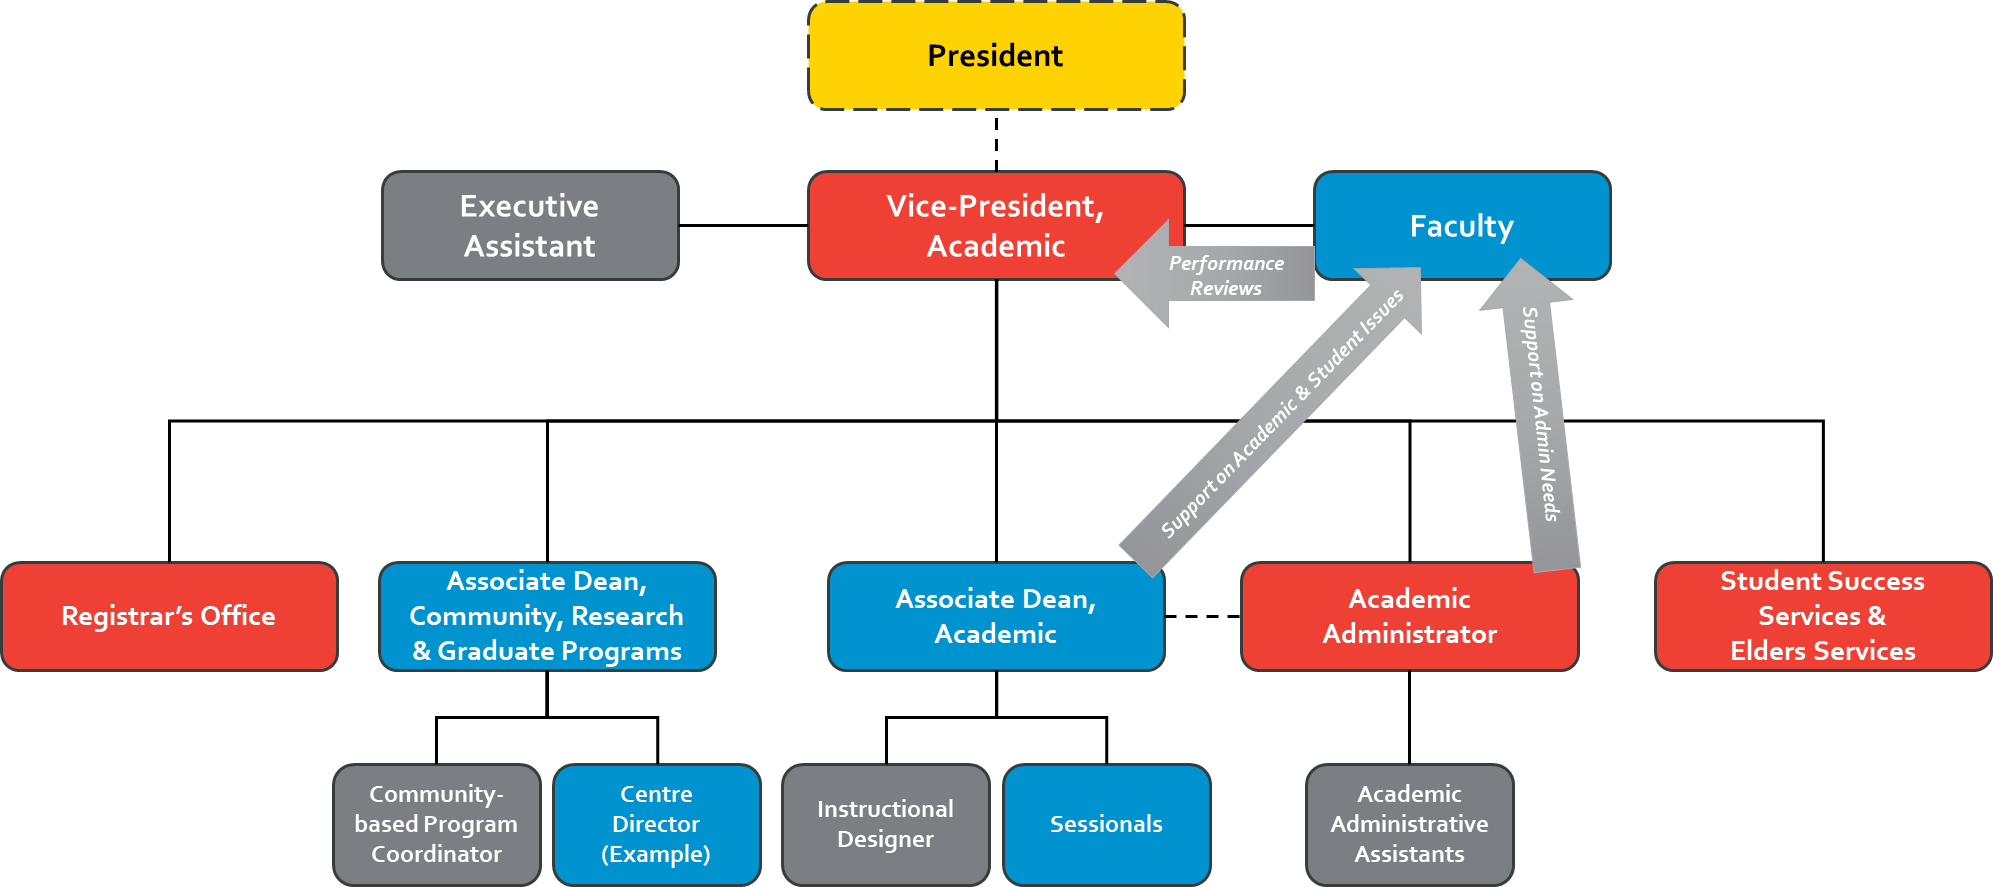 President
Executive
Assistant
Vice-President,
Academic
Faculty
Performance
Reviews
Support on Academic & Student Issues
Support on Admin Needs
Registrar’s Office
Associate Dean,
Community, Research
& Graduate Programs
Associate Dean,
Academic
Academic
Administrator
Student Success
Services &
Elders Services
Community-
based Program
Coordinator
Centre
Director
(Example)
Instructional
Designer
Sessionals
Academic
Administrative
Assistants